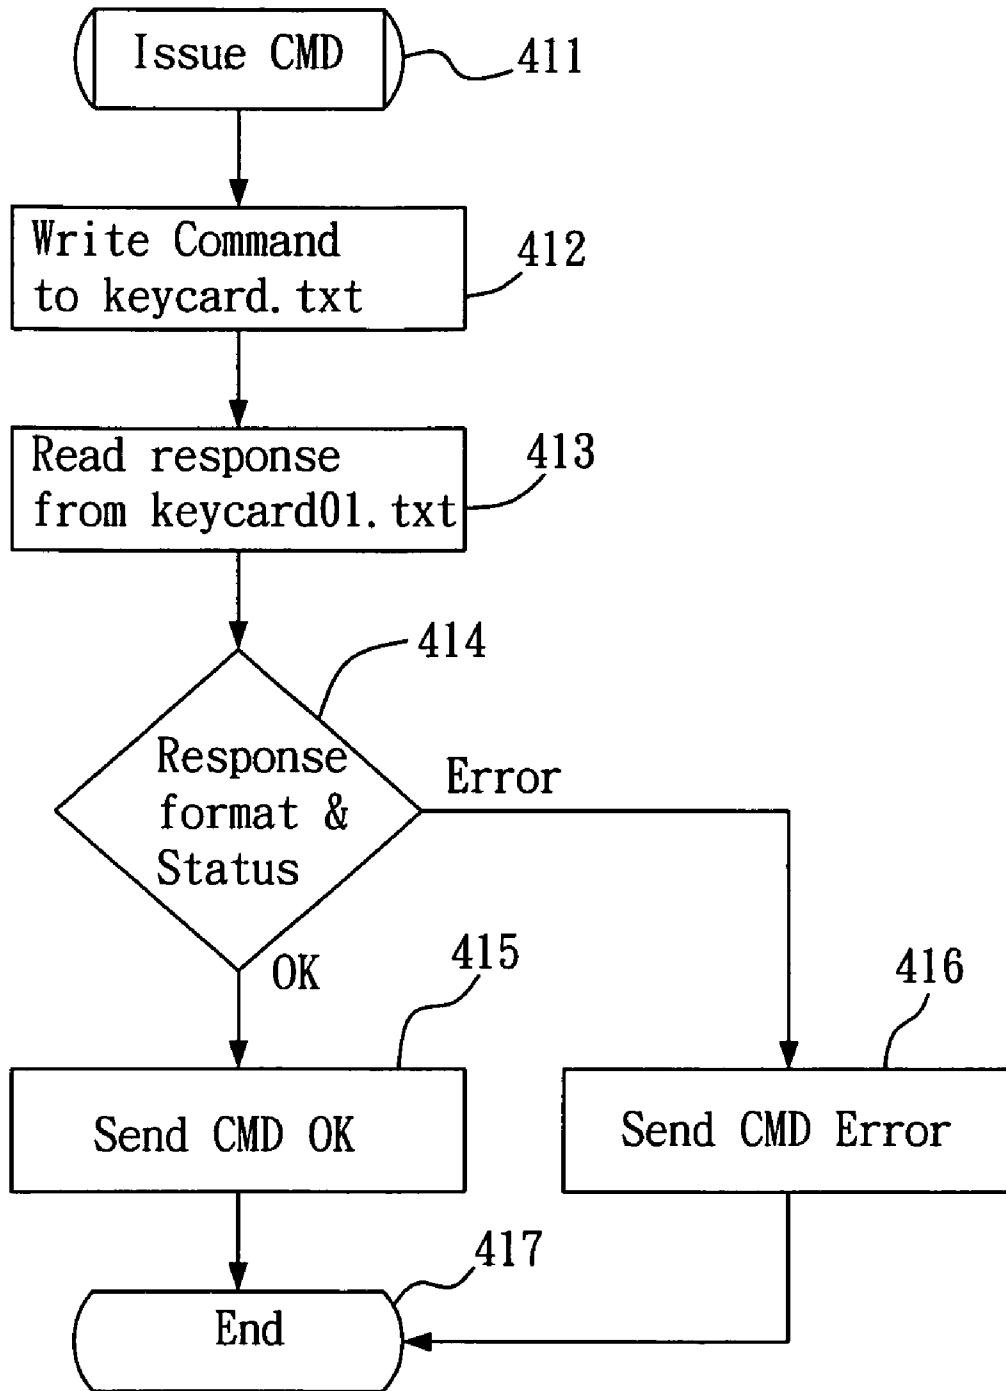 Issue CMD
411
Write Command
to keycard.txt
412
Read response
from keycard01.txt
413
414
Response
format &
Status
Error
OK
415
416
Send CMD OK
Send CMD Error
417
End